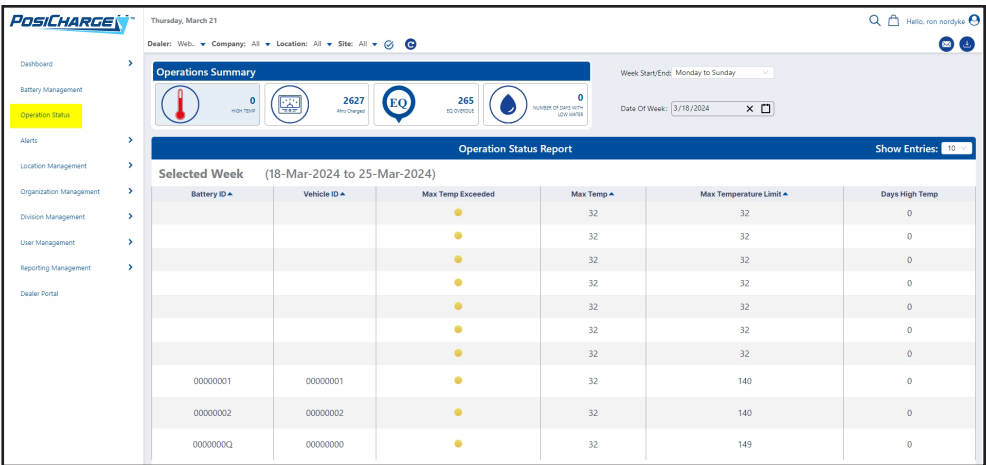 POSICHARGE
Thursday, March 21
Hello. ron nordyke
Dealer: Web.. Company: All Location: All Site: All
Dashboard
Battery Management
Operation Status
Alerts
Location Management
Organization Management
Division Management
User Management
Reporting Management
Dealer Portal
Operations Summary
0
HIGH TEMP
2627
Ahrs Charged
EQ
265
EQ OVERDUE
0
NUMBER OF DAYS WITH
LOW WATER
Week Start/End: Monday to Sunday
Date Of Week: 3/18/2024
Operation Status Report
Show Entries: 10
Selected Week (18-Mar-2024 to 25-Mar-2024)
Battery ID Vehicle ID Max Temp Exceeded Max Temp Max Temperature Limit Days High Temp
32 32 0
32 32 0
32 32 0
32 32 0
32 32 0
32 32 0
32 32 0
00000001 00000001 32 140 0
00000002 00000002 32 140 0
0000000Q 00000000 32 149 0